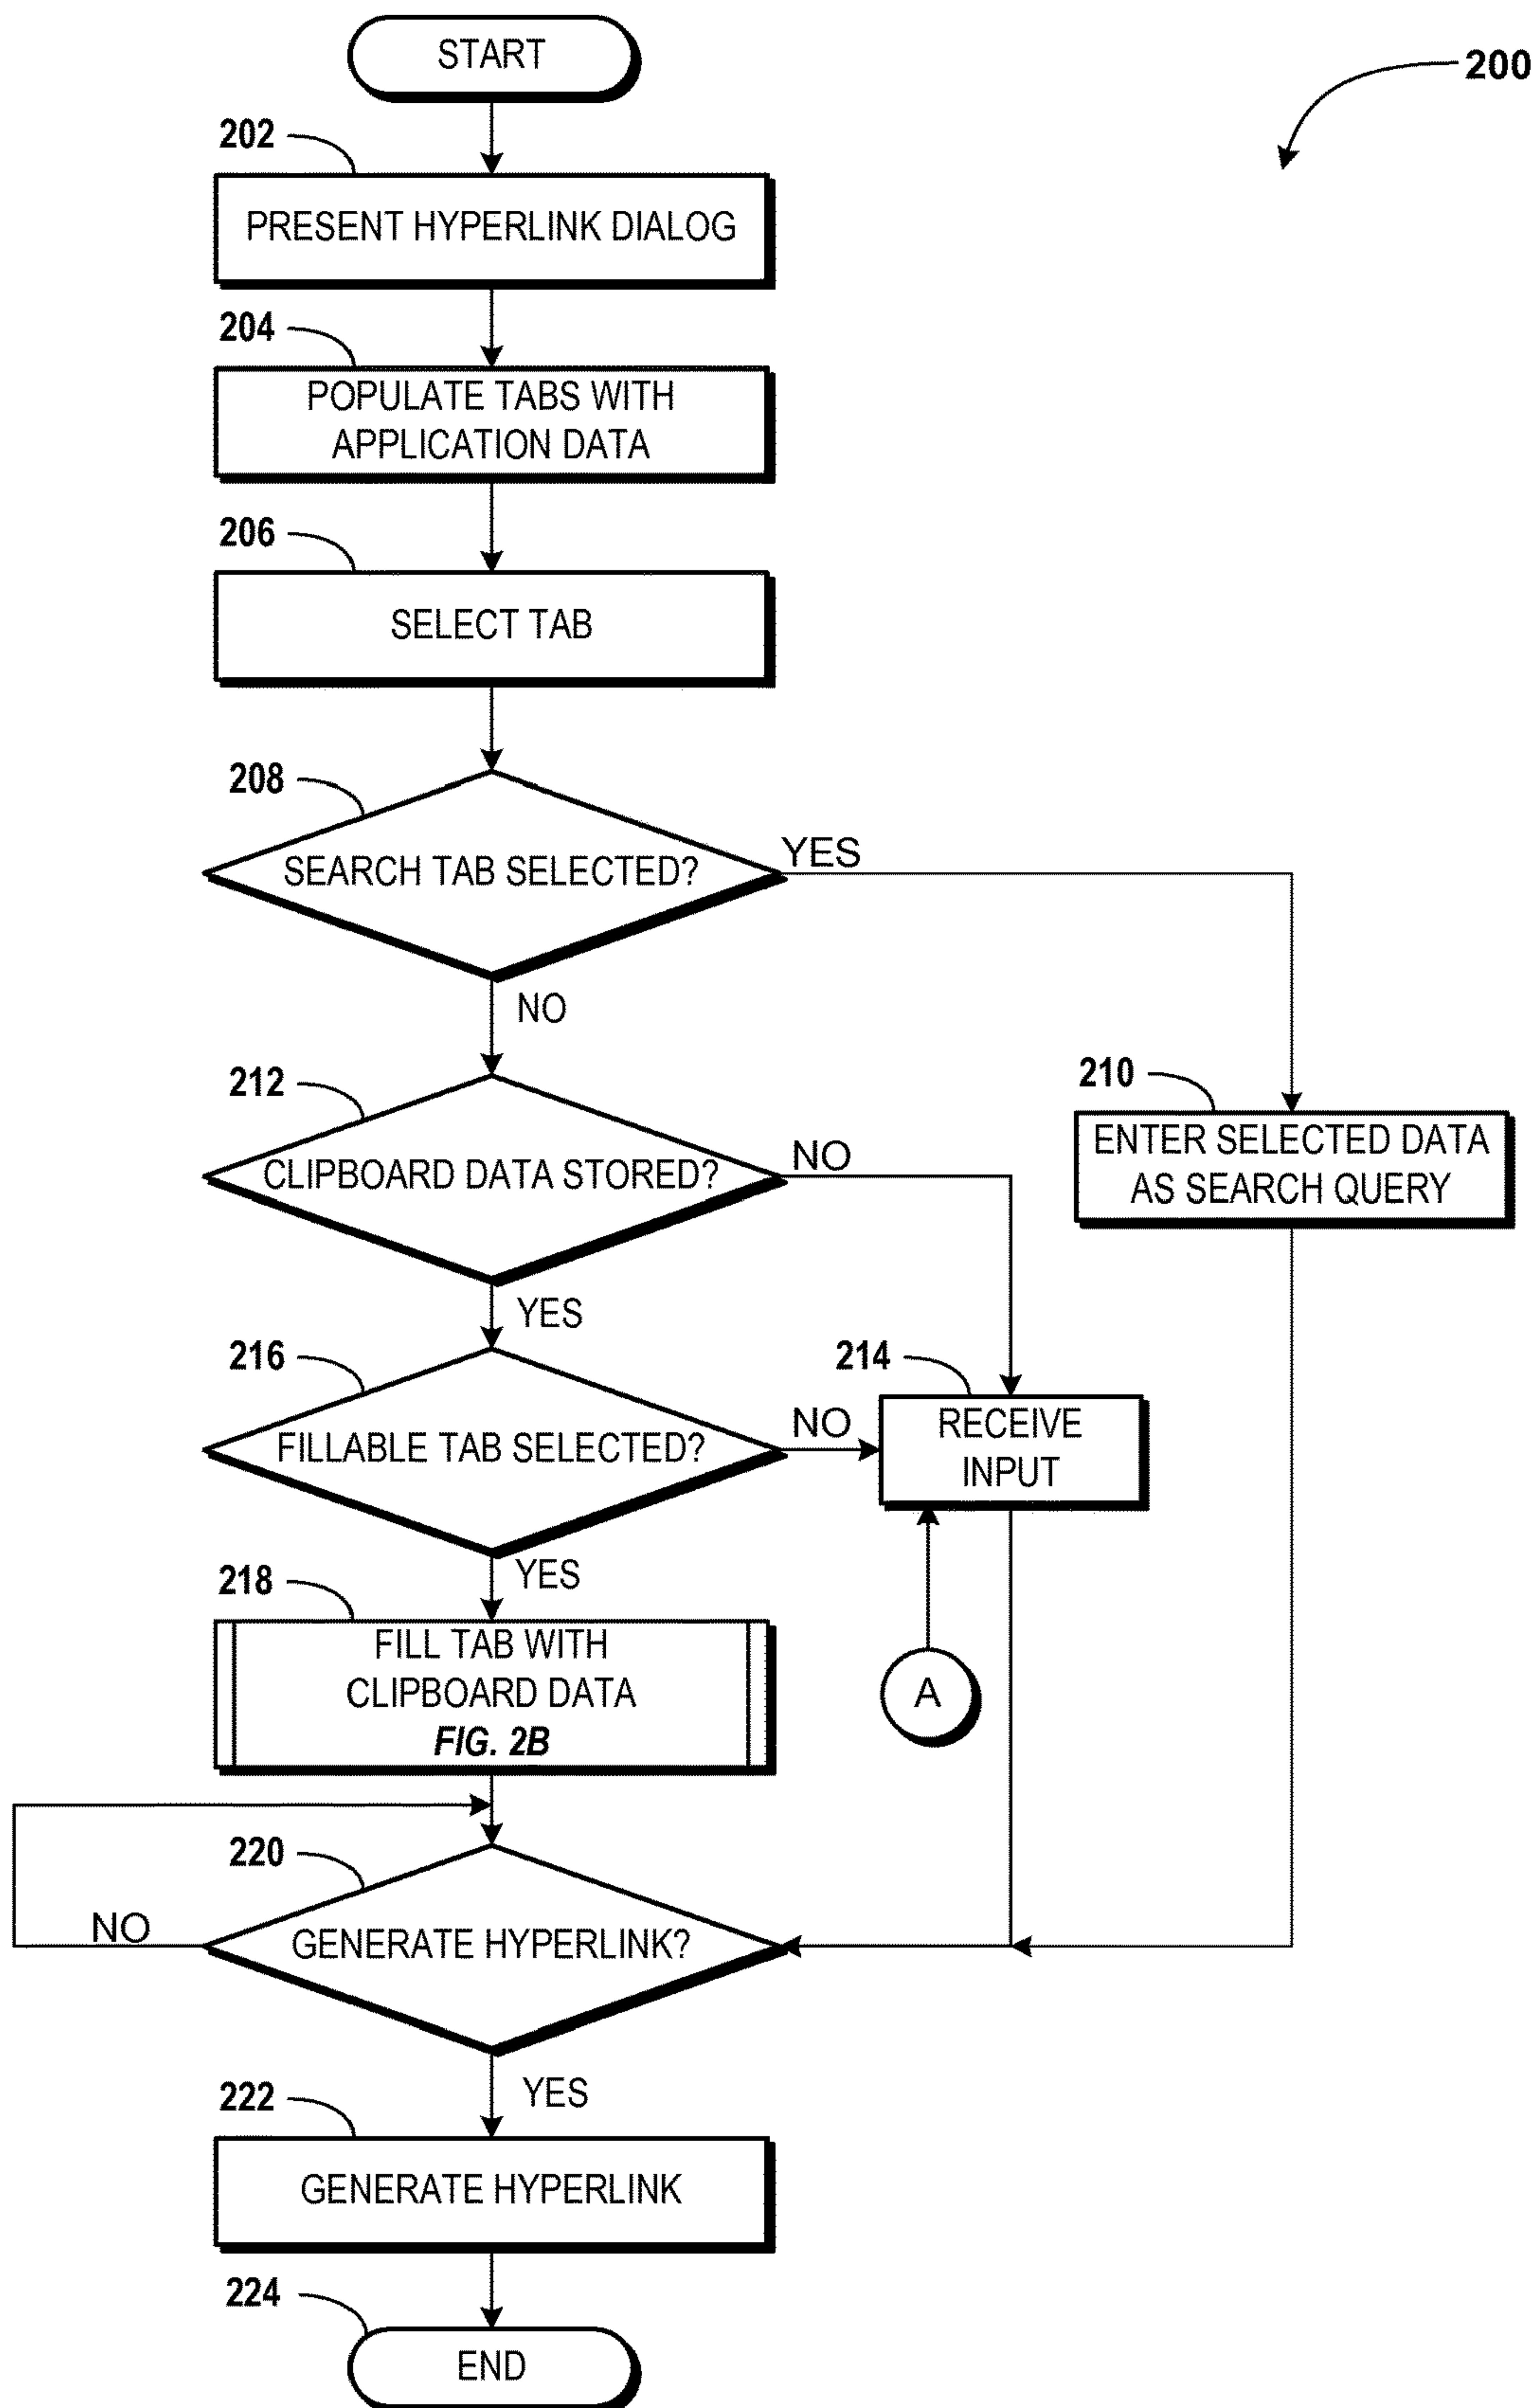 START
200
202
PRESENT HYPERLINK DIALOG
204
POPULATE TABS WITH
APPLICATION DATA
206
SELECT TAB
208
SEARCH TAB SELECTED?
YES
NO
210
ENTER SELECTED DATA
AS SEARCH QUERY
212
CLIPBOARD DATA STORED?
NO
YES
214
RECEIVE
INPUT
216
FILLABLE TAB SELECTED?
NO
YES
218
FILL TAB WITH
CLIPBOARD DATA
FIG. 2B
A
220
GENERATE HYPERLINK?
NO
YES
222
GENERATE HYPERLINK
224
END